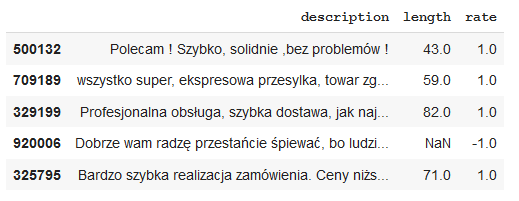 description length rate
500132 Polecam ! Szybko, solidnie ,bez problemów ! 43.0 1.0
709189 wszystko super, ekspresowa przesylka, towar zg... 59.0 1.0
329199 Profesjonalna obsługa, szybka dostawa, jak naj... 82.0 1.0
920006 Dobrze wam radzę przestańcie śpiewać, bo ludzi... NaN -1.0
325795 Bardzo szybka realizacja zamówienia. Ceny niżs... 71.0 1.0